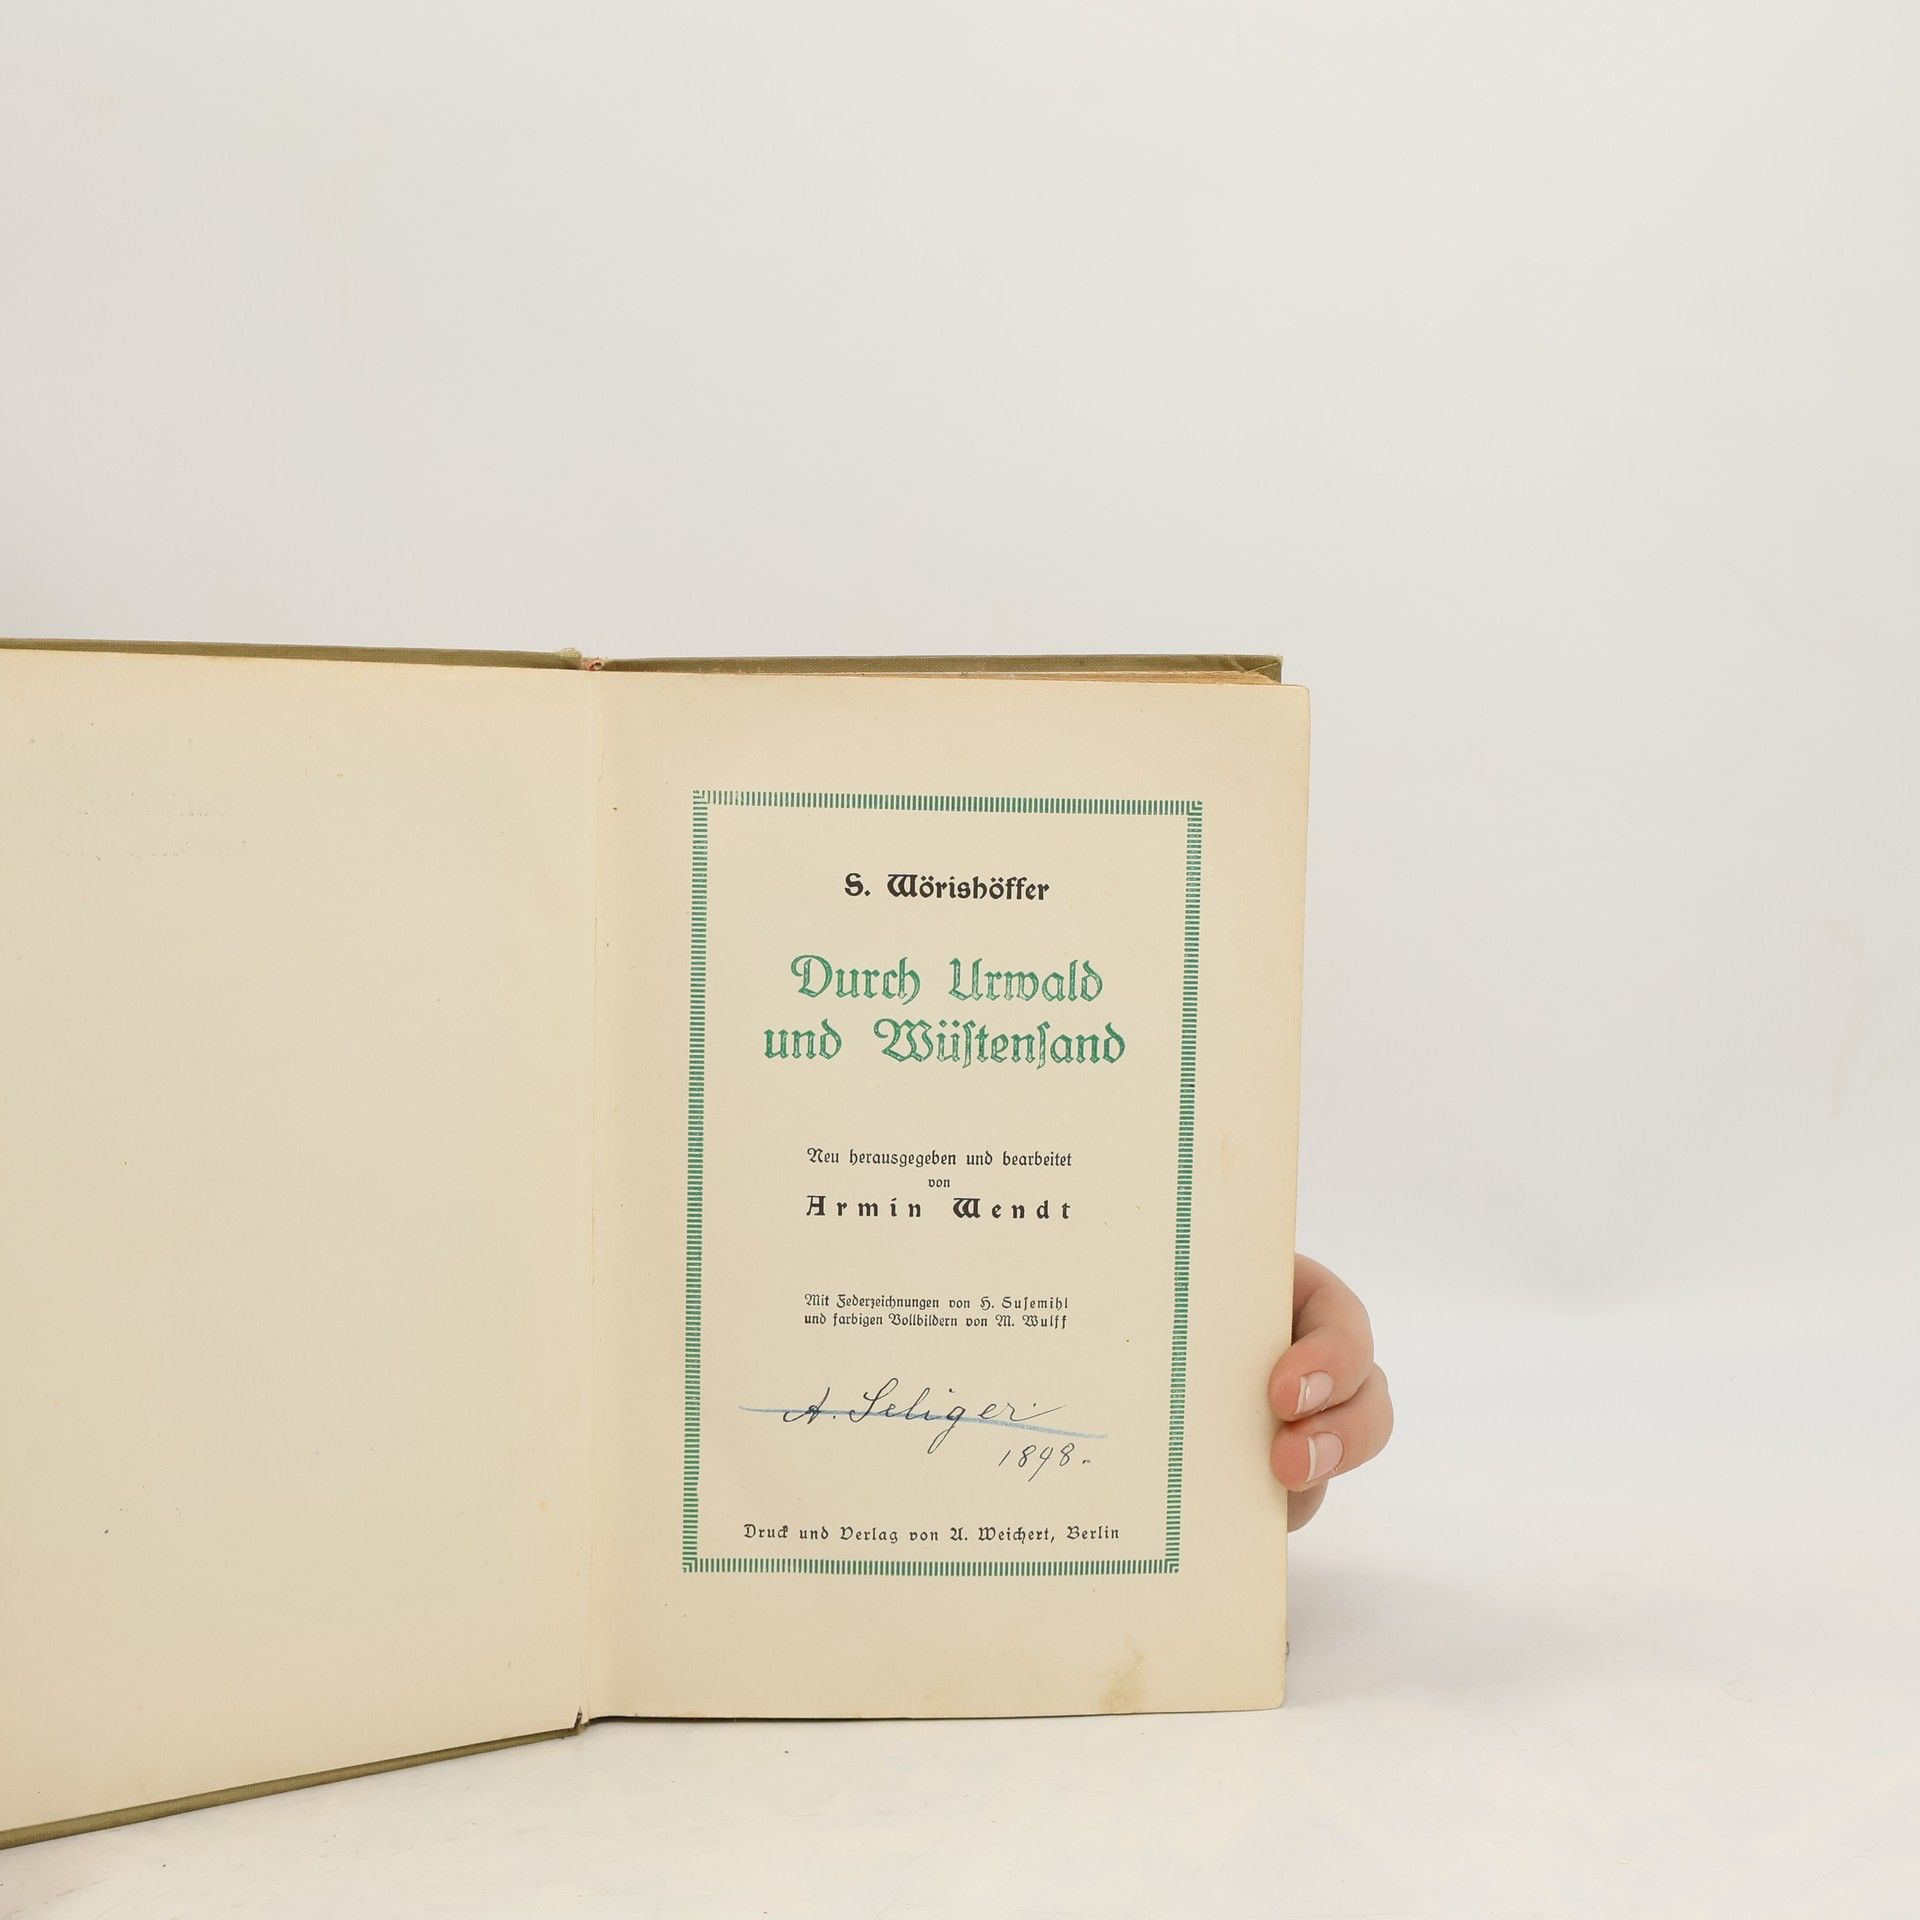 S. Wörishöffer
Durch Urwald
und Wüſtenſand
Neu herausgegeben und bearbeitet
von
Armin Wendt
Mit Federzeichnungen von H. Suſemihl
und farbigen Vollbildern von M. Wulff
A. Seliger
1898.
Druck und Verlag von A. Weichert, Berlin